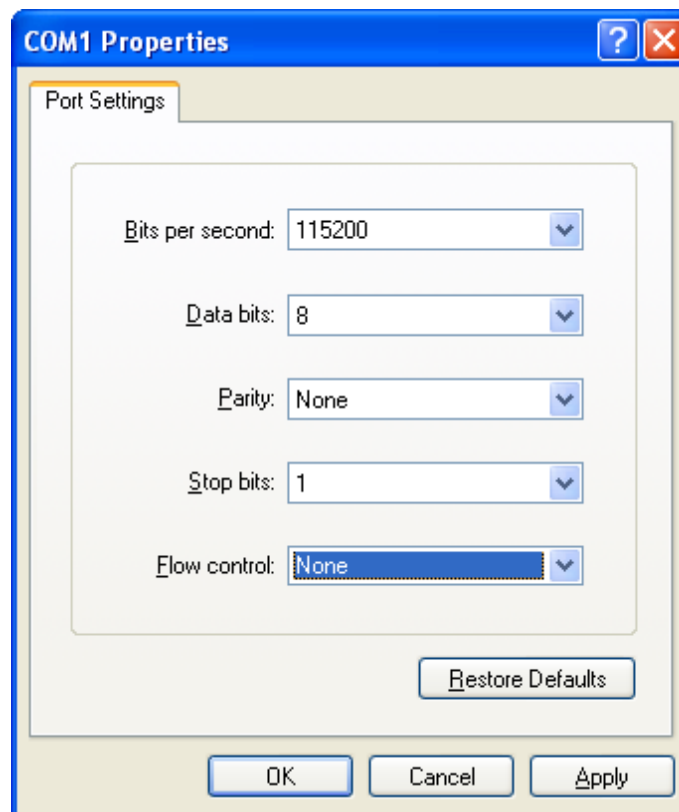 COM1 Properties
Port Settings
Bits per second: 115200
Data bits: 8
Parity: None
Stop bits: 1
Flow control: None
Restore Defaults
OK Cancel Apply